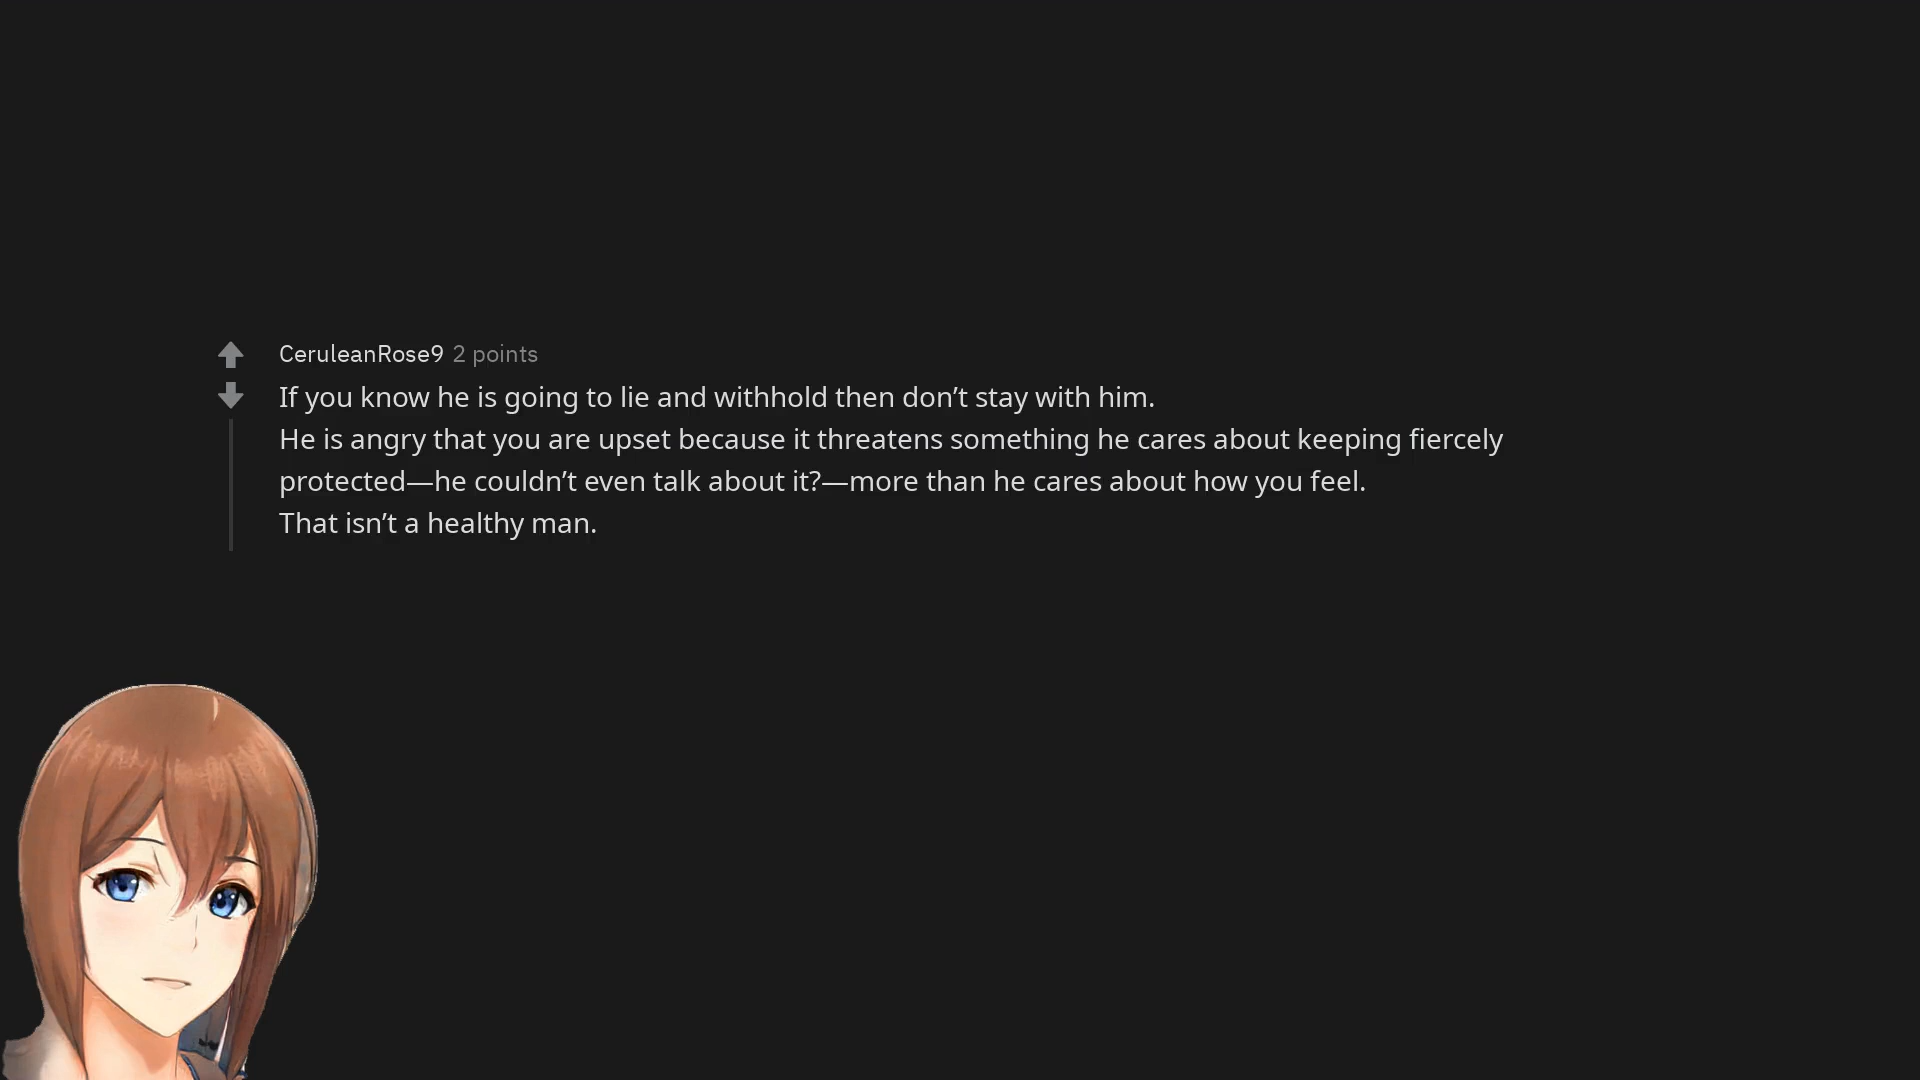 CeruleanRose9 2 points
If you know he is going to lie and withhold then don’t stay with him.
He is angry that you are upset because it threatens something he cares about keeping fiercely
protected—he couldn’t even talk about it?—more than he cares about how you feel.
That isn’t a healthy man.